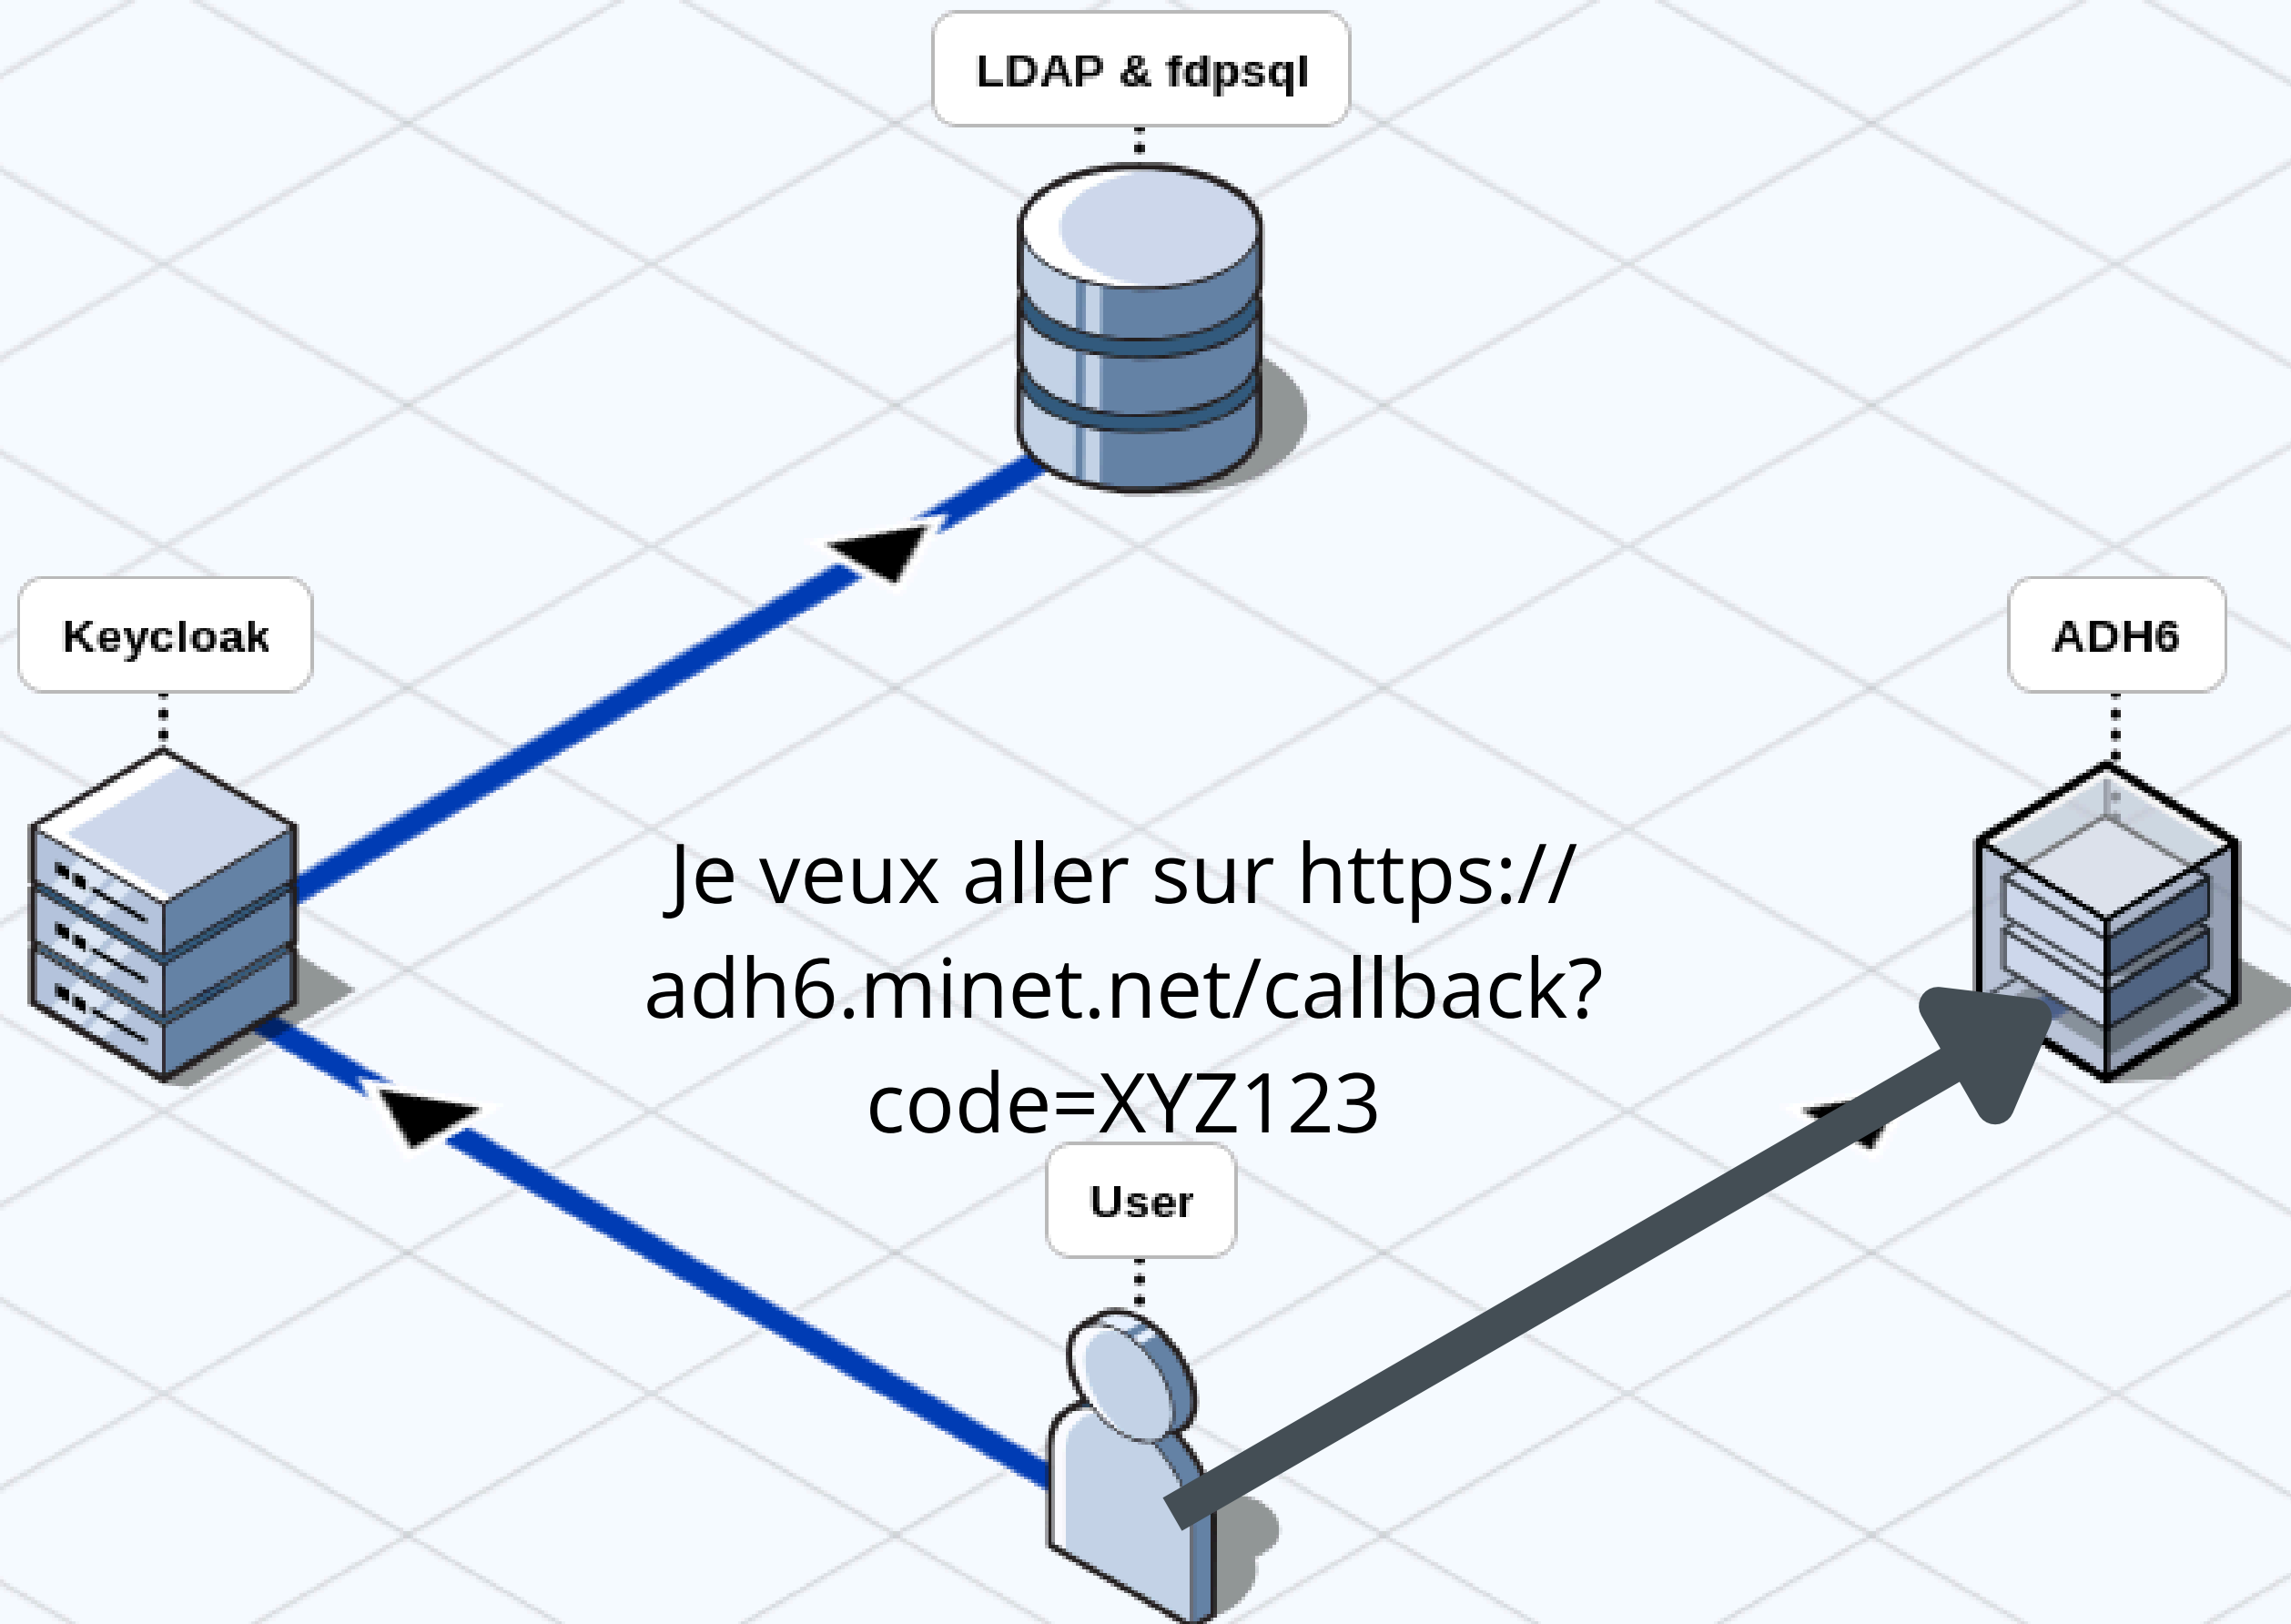 LDAP & fdpsql
Keycloak
ADH6
Je veux aller sur https://
adh6.minet.net/callback?
code=XYZ123
User